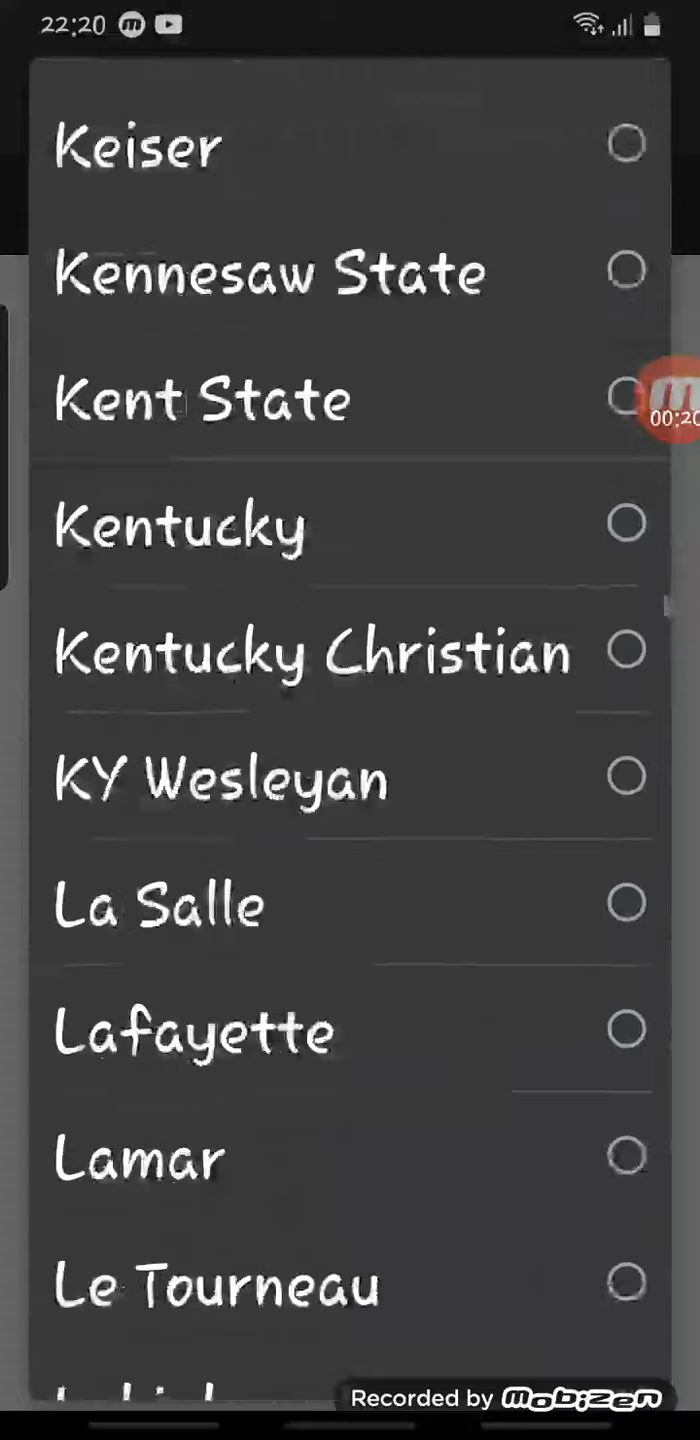 22:20
Keiser
Kennesaw State
Kent State
00:20
Kentucky
Kentucky Christian
KY Wesleyan
La Salle
Lafayette
Lamar
Le Tourneau
Recorded by Mobizen